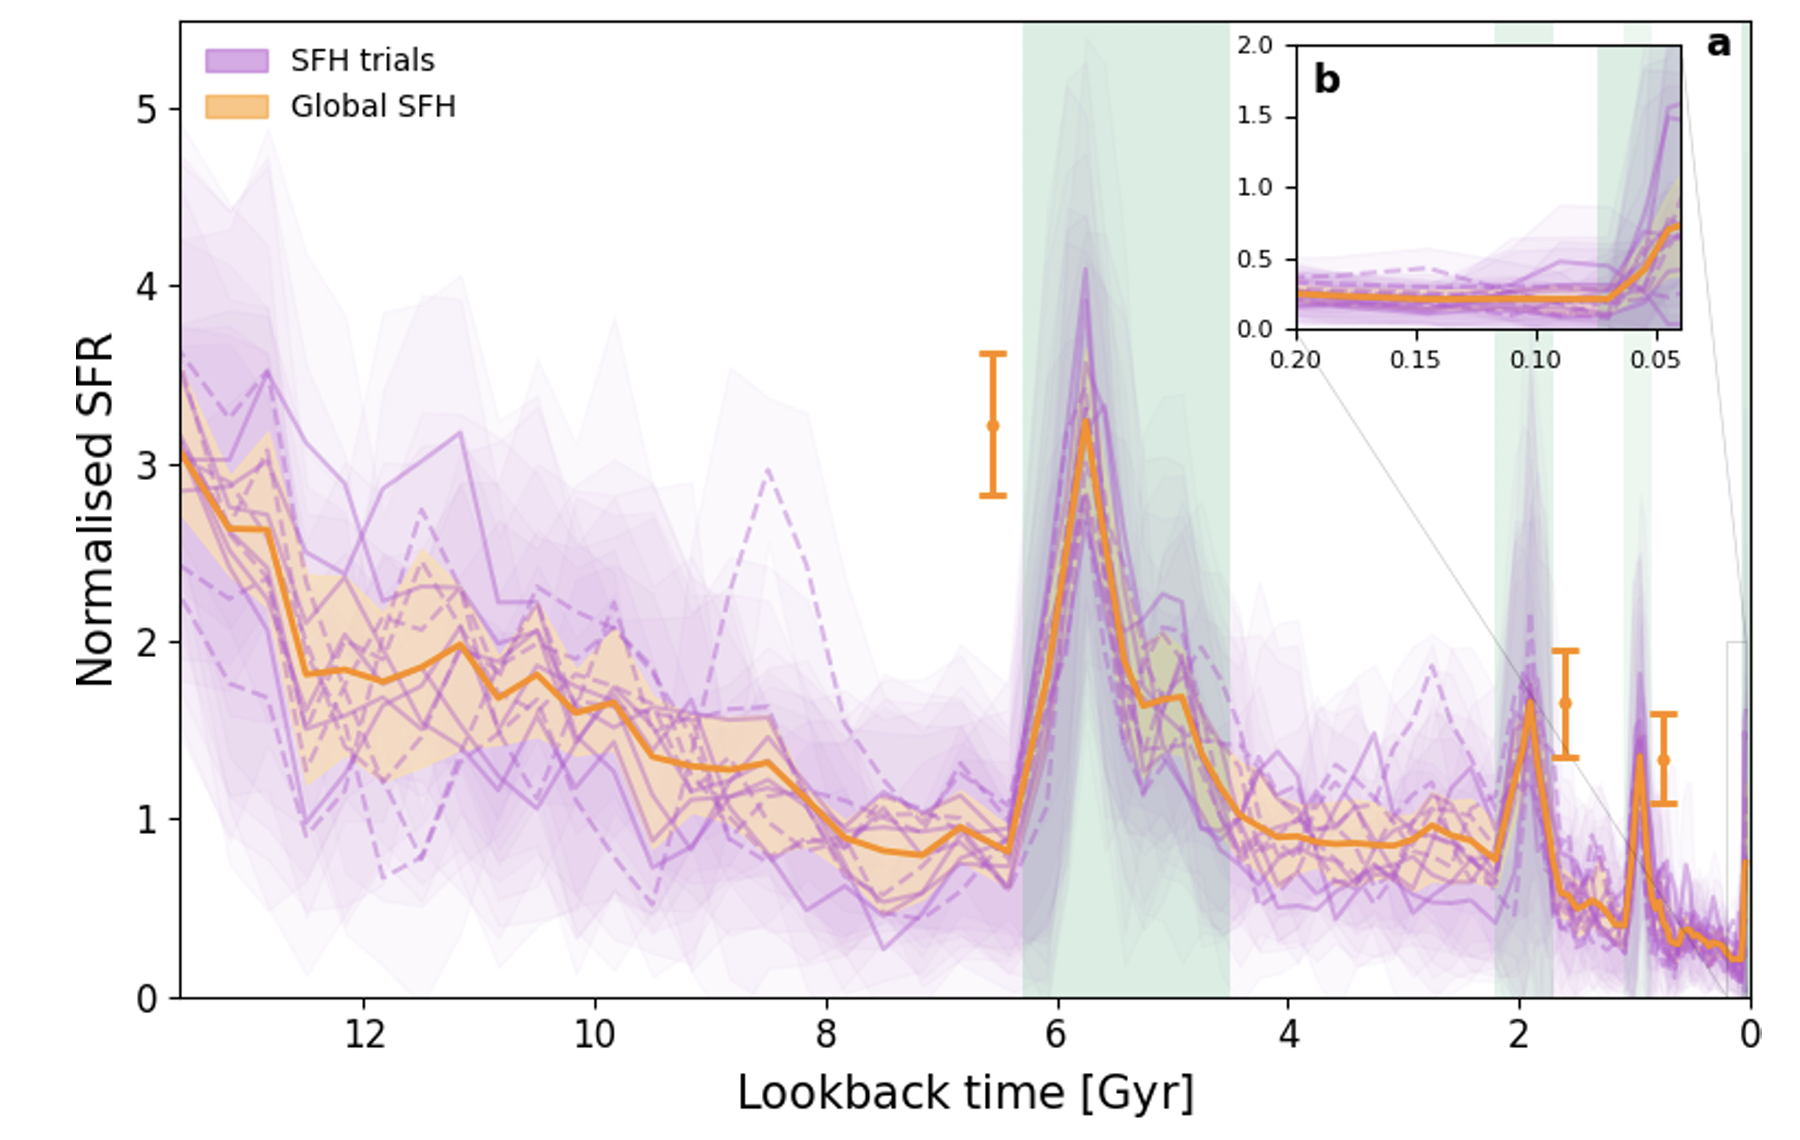 SFH trials
Global SFH
a
b
2.0
1.5
1.0
0.5
0.0
0.20 0.15 0.10 0.05
5
4
3
2
1
0
Normalised SFR
12 10 8 6 4 2 0
Lookback time [Gyr]